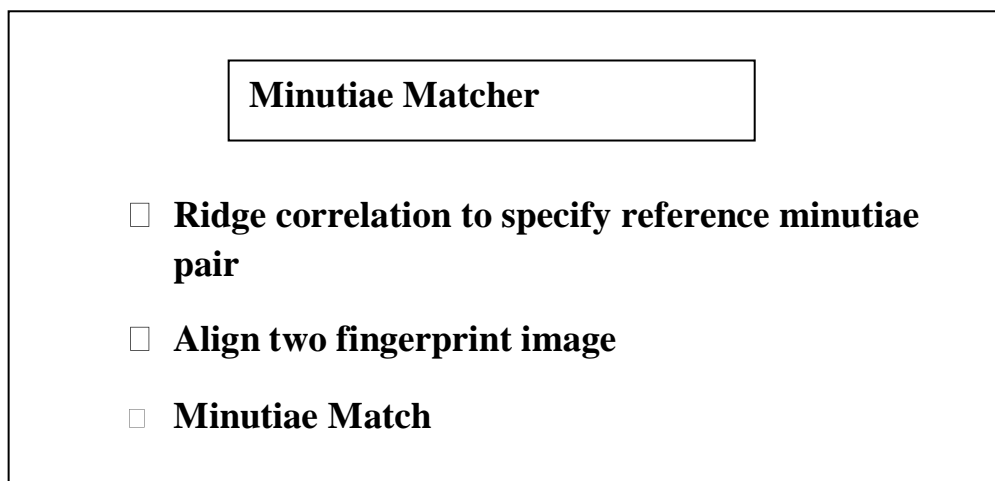 Minutiae Matcher
□ Ridge correlation to specify reference minutiae
pair
□ Align two fingerprint image
□ Minutiae Match